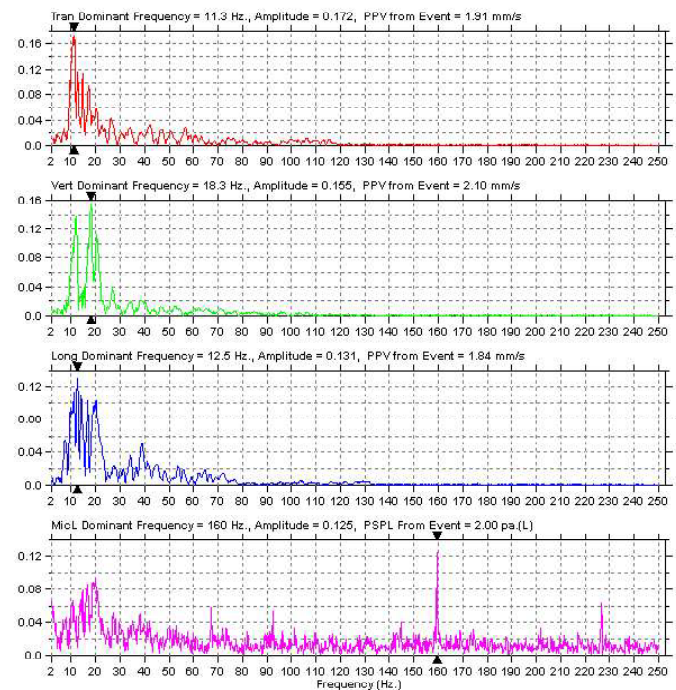 Tran Dominant Frequency = 11.3 Hz., Amplitude = 0.172, PPV from Event = 1.91 mm/s
0.16
0.12
0.08
0.04
0.0
2 10 20 30 40 50 60 70 80 90 100 110 120 130 140 150 160 170 180 190 200 210 220 230 240 250
Vert Dominant Frequency = 18.3 Hz., Amplitude = 0.155, PPV from Event = 2.10 mm/s
0.16
0.12
0.08
0.04
0.0
2 10 20 30 40 50 60 70 80 90 100 110 120 130 140 150 160 170 180 190 200 210 220 230 240 250
Long Dominant Frequency = 12.5 Hz., Amplitude = 0.131, PPV from Event = 1.84 mm/s
0.12
0.00
0.04
0.0
2 10 20 30 40 50 60 70 80 90 100 110 120 130 140 150 160 170 180 190 200 210 220 230 240 250
MicL Dominant Frequency = 160 Hz., Amplitude = 0.125, PSPL From Event = 2.00 pa.(L)
0.12
0.08
0.04
0.0
2 10 20 30 40 50 60 70 80 90 100 110 120 130 140 150 160 170 180 190 200 210 220 230 240 250
Frequency (Hz.)